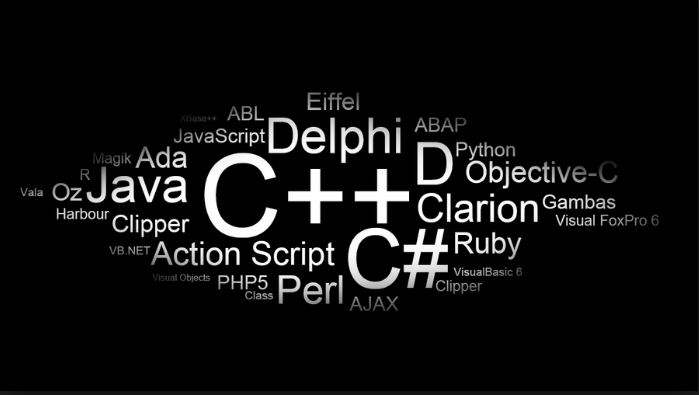 Eiffel
XBase++ ABL
JavaScript Delphi ABAP
Magik Ada D Python
R Objective-C
Vala Oz Java C++ Clarion Gambas
Harbour Clipper Visual FoxPro 6
VB.NET Action Script C# Ruby
Visual Objects PHP5 VisualBasic 6
Class Perl Clipper
AJAX